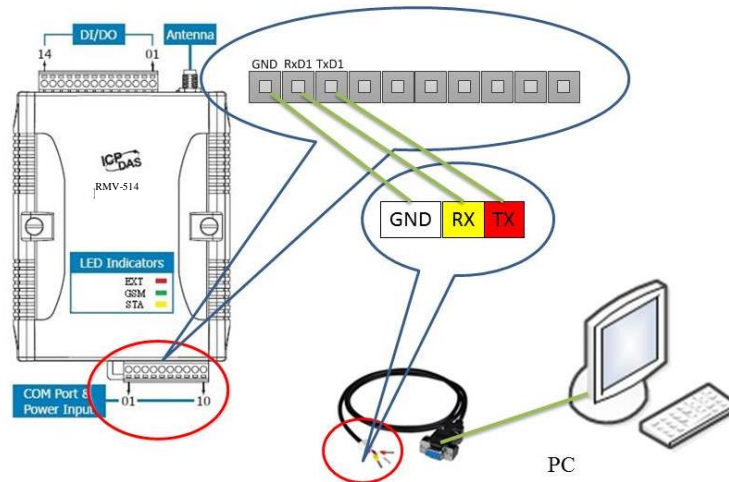 DI/DO
Antenna
14
01
GND RxD1 TxD1
ICP
DAS
RMV-514
GND RX TX
LED Indicators
EXT
GSM
STA
COM Port &
Power Input
01
10
PC